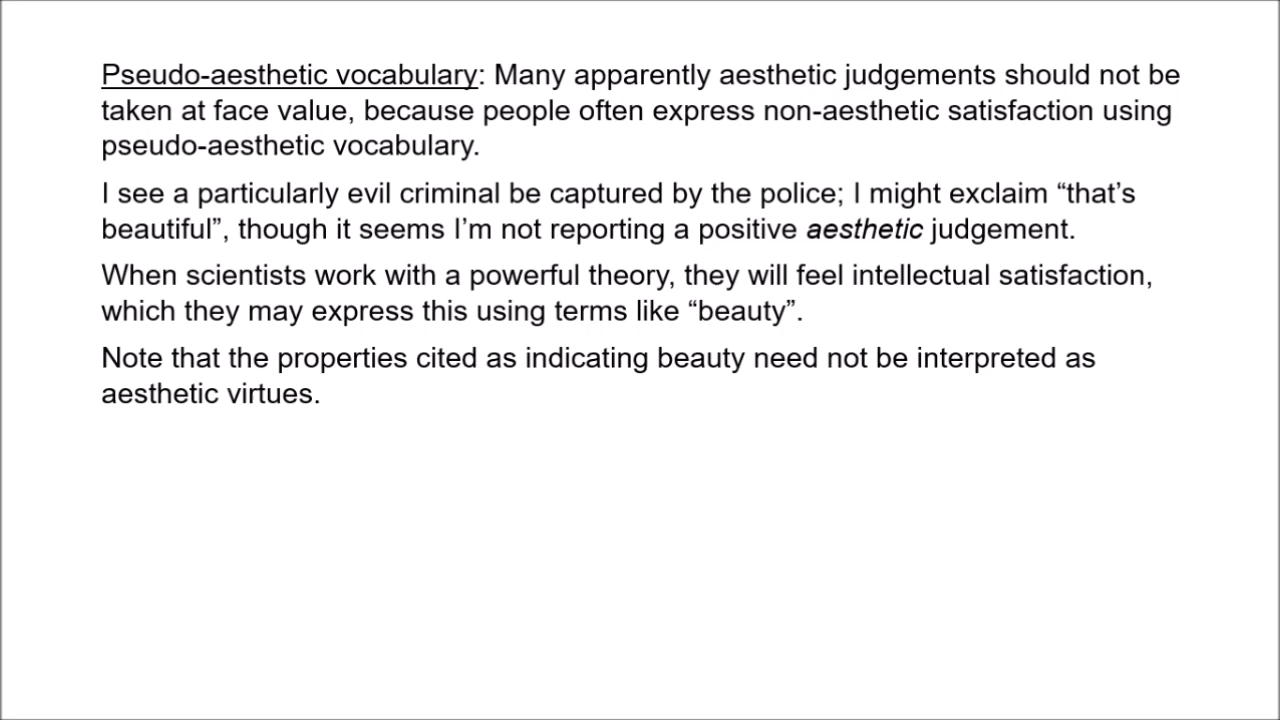 Pseudo-aesthetic vocabulary: Many apparently aesthetic judgements should not be
taken at face value, because people often express non-aesthetic satisfaction using
pseudo-aesthetic vocabulary.
I see a particularly evil criminal be captured by the police; I might exclaim “that’s
beautiful”, though it seems I’m not reporting a positive aesthetic judgement.
When scientists work with a powerful theory, they will feel intellectual satisfaction,
which they may express this using terms like “beauty”.
Note that the properties cited as indicating beauty need not be interpreted as
aesthetic virtues.